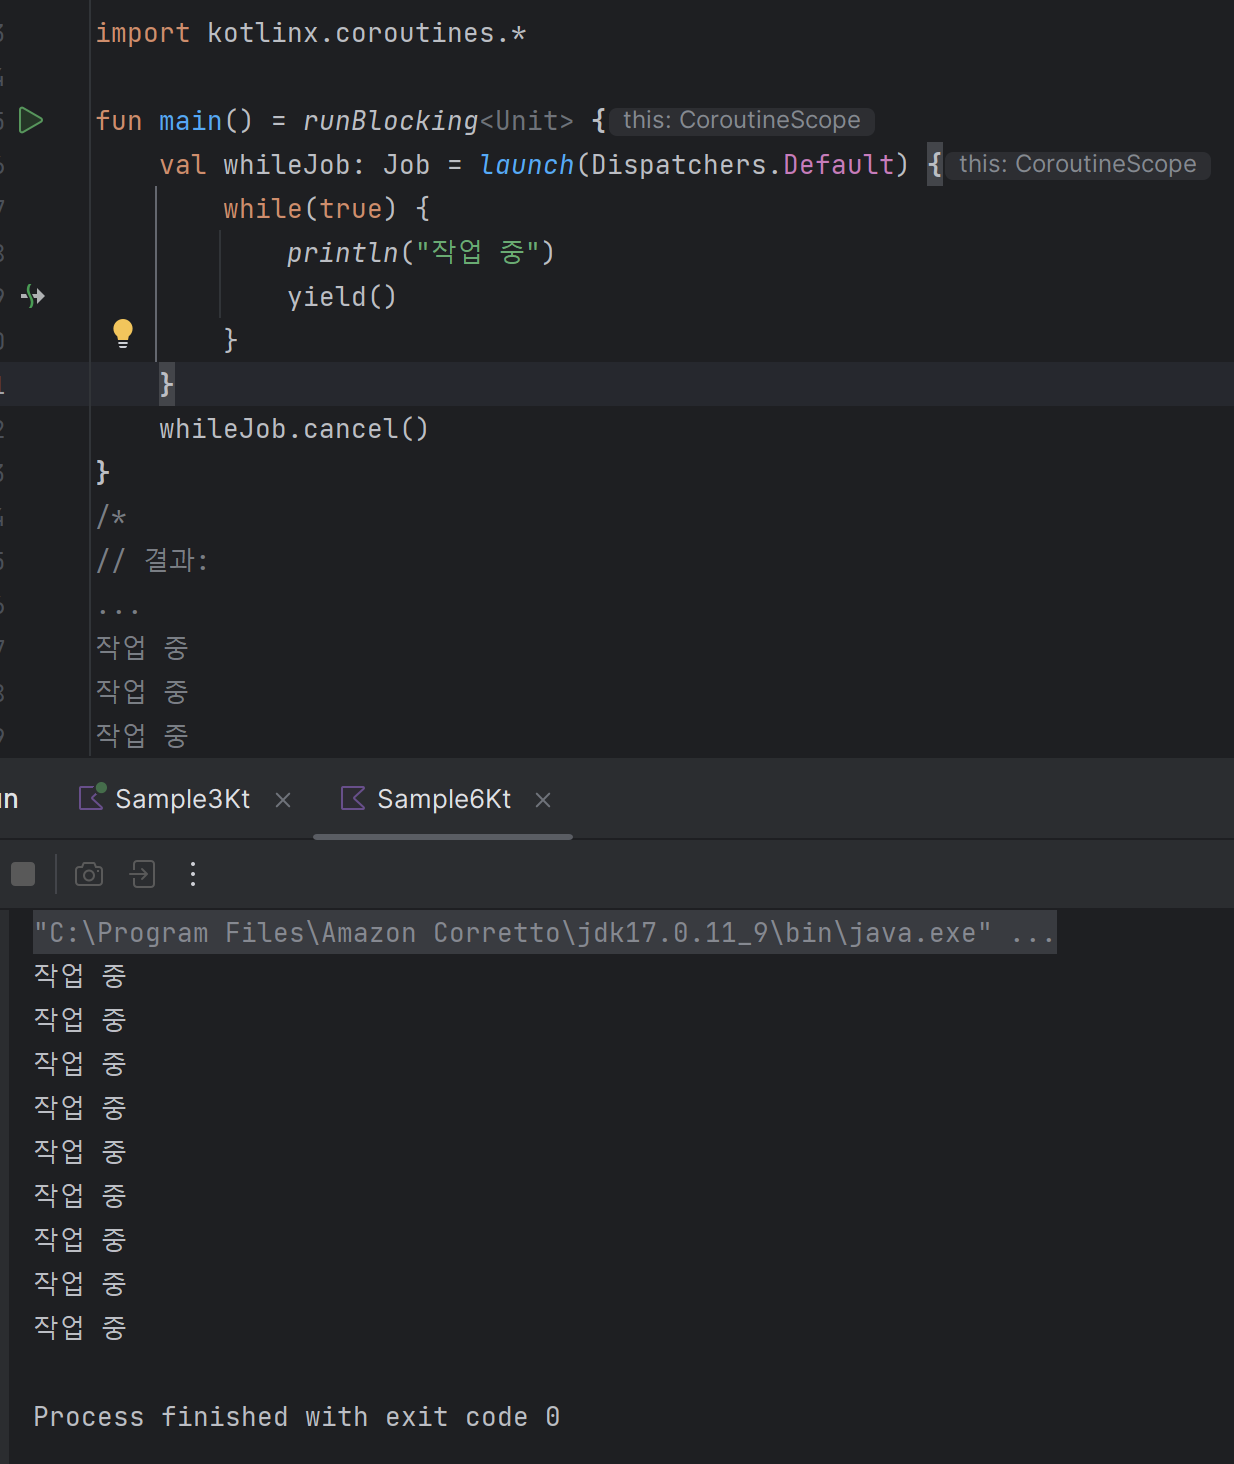 import kotlinx.coroutines.*
fun main() = runBlocking<Unit> { this: CoroutineScope
val whileJob: Job = launch(Dispatchers.Default) { this: CoroutineScope
while(true) {
println("작업 중")
yield()
}
}
whileJob.cancel()
}
/*
// 결과:
...
작업 중
작업 중
작업 중
Sample3Kt
Sample6Kt
"C:\Program Files\Amazon Corretto\jdk17.0.11_9\bin\java.exe" ...
작업 중
작업 중
작업 중
작업 중
작업 중
작업 중
작업 중
작업 중
작업 중
Process finished with exit code 0